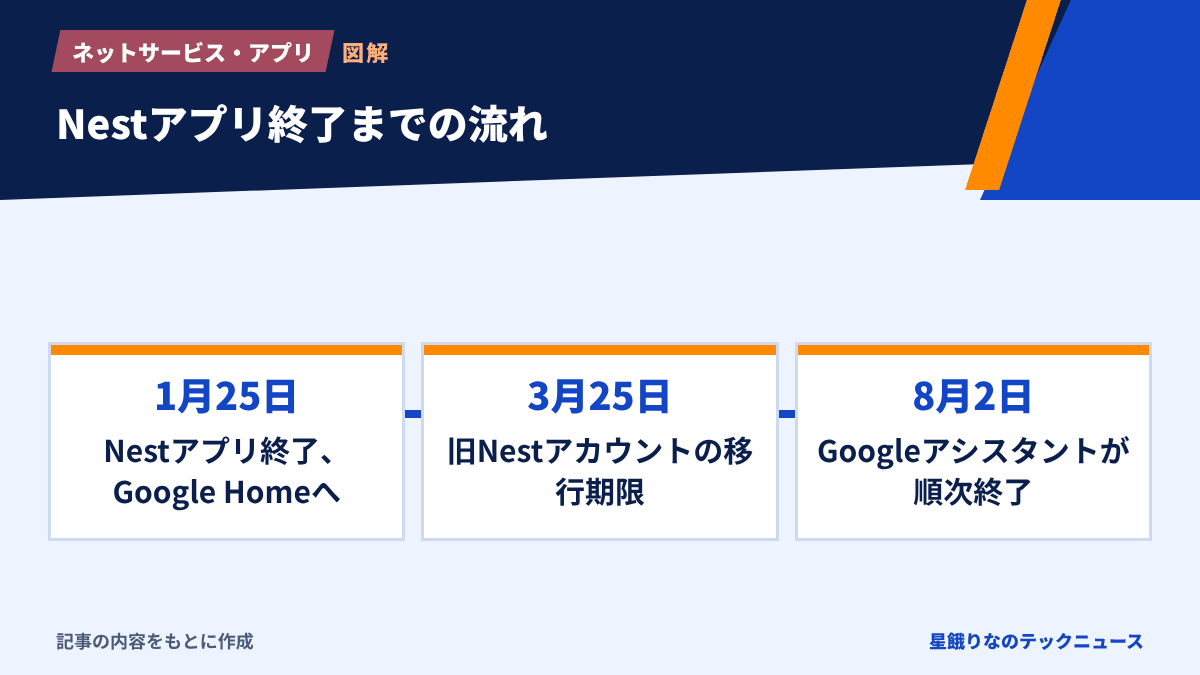 ネットサービス・アプリ 図解
Nestアプリ終了までの流れ
1月25日
Nestアプリ終了、
Google Homeへ
3月25日
旧Nestアカウントの移
行期限
8月2日
Googleアシスタントが
順次終了
記事の内容をもとに作成
星餓りなのテックニュース